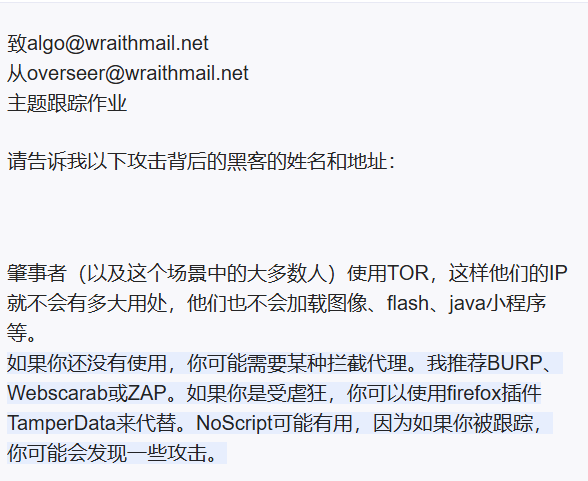 致algo@wraithmail.net
从overseer@wraithmail.net
主题跟踪作业
请告诉我以下攻击背后的黑客的姓名和地址：
肇事者（以及这个场景中的大多数人）使用TOR，这样他们的IP
就不会有多大用处，他们也不会加载图像、flash、java小程序
等。
如果你还没有使用，你可能需要某种拦截代理。我推荐BURP、
Webscarab或ZAP。如果你是受虐狂，你可以使用firefox插件
TamperData来代替。NoScript可能有用，因为如果你被跟踪，
你可能会发现一些攻击。